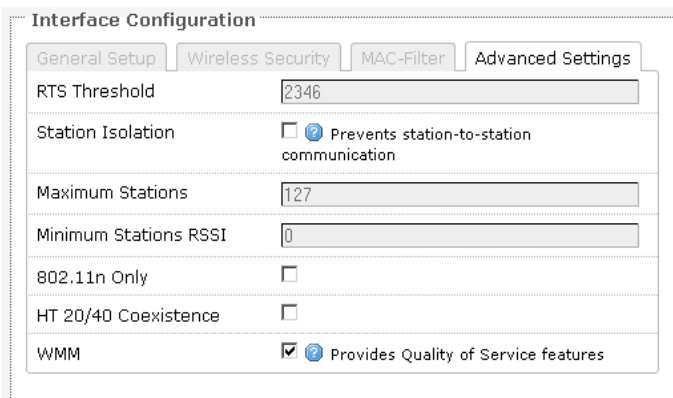 Interface Configuration
General Setup Wireless Security MAC-Filter Advanced Settings
RTS Threshold 2346
Station Isolation ? Prevents station-to-station
communication
Maximum Stations 127
Minimum Stations RSSI 0
802.11n Only
HT 20/40 Coexistence
WMM ? Provides Quality of Service features